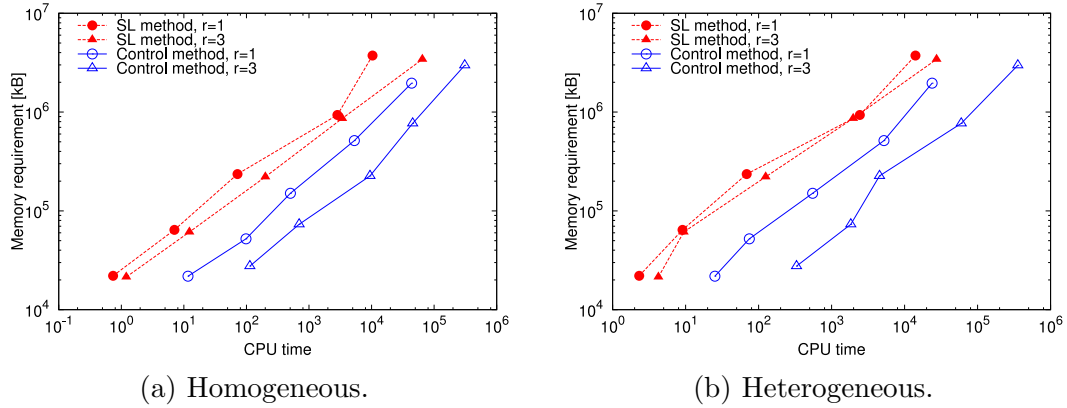 10^7
10^6
10^5
10^4
Memory requirement [kB]
SL method, r=1
SL method, r=3
Control method, r=1
Control method, r=3
10^-1 10^0 10^1 10^2 10^3 10^4 10^5 10^6
CPU time
(a) Homogeneous.
10^7
10^6
10^5
10^4
Memory requirement [kB]
SL method, r=1
SL method, r=3
Control method, r=1
Control method, r=3
10^0 10^1 10^2 10^3 10^4 10^5 10^6
CPU time
(b) Heterogeneous.